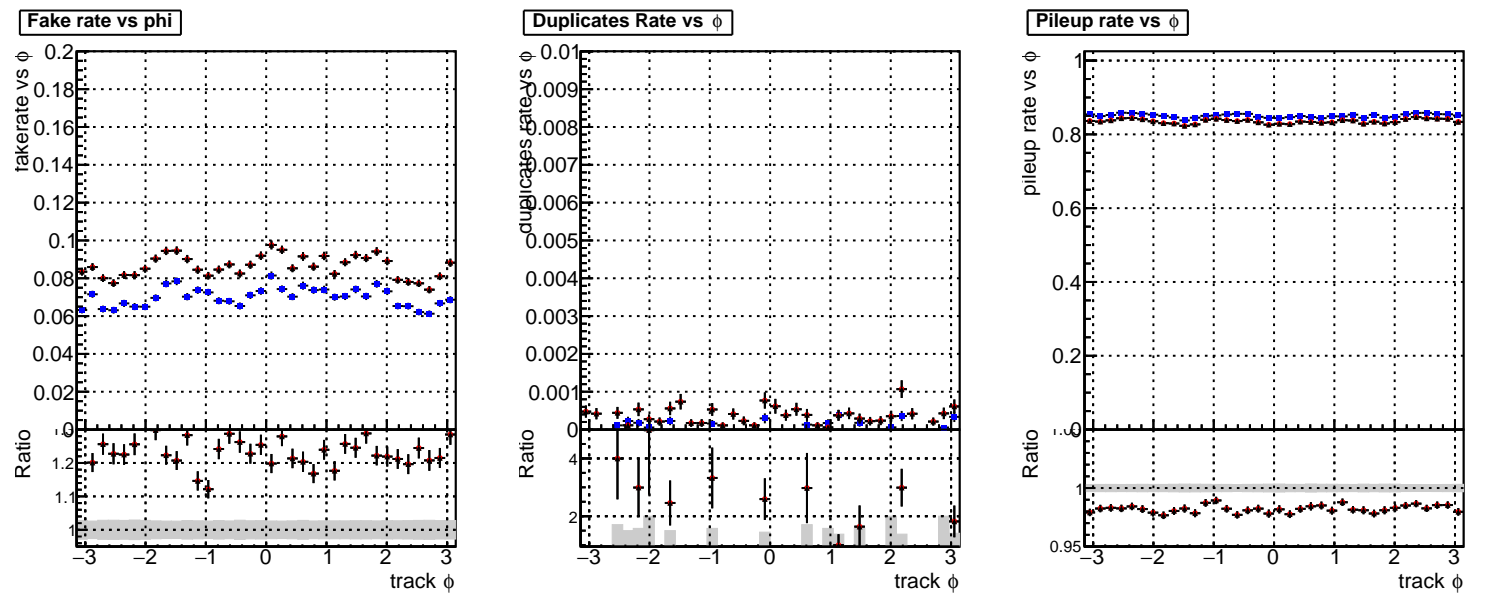 Fake rate vs phi
fakerate vs ϕ
0.2
0.18
0.16
0.14
0.12
0.1
0.08
0.06
0.04
0.02
0
Ratio
1.2
1.1
1
−3 −2 −1 0 1 2 3
track ϕ
Duplicates Rate vs ϕ
duplicates rate vs ϕ
0.01
0.009
0.008
0.007
0.006
0.005
0.004
0.003
0.002
0.001
0
Ratio
4
2
−3 −2 −1 0 1 2 3
track ϕ
Pileup rate vs ϕ
pileup rate vs ϕ
1
0.8
0.6
0.4
0.2
0
Ratio
1
0.95
−3 −2 −1 0 1 2 3
track ϕ